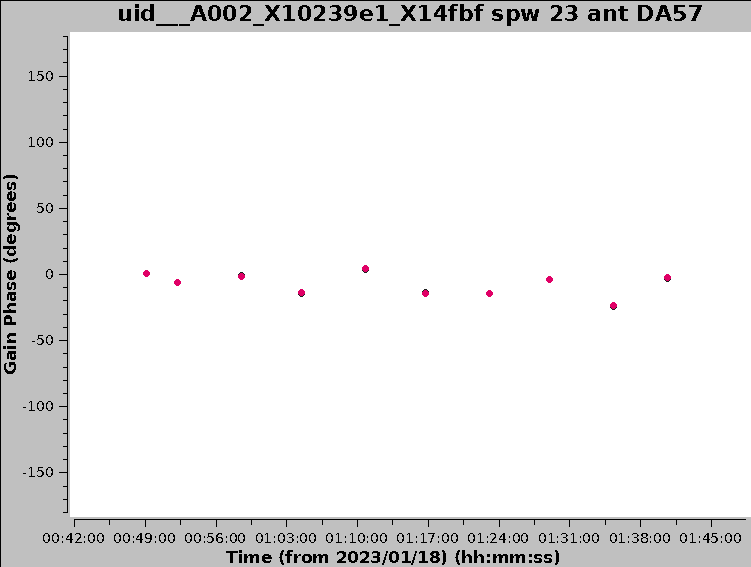 uid___A002_X10239e1_X14fbf spw 23 ant DA57
Gain Phase (degrees)
150
100
50
0
-50
-100
-150
00:42:00 00:49:00 00:56:00 01:03:00 01:10:00 01:17:00 01:24:00 01:31:00 01:38:00 01:45:00
Time (from 2023/01/18) (hh:mm:ss)